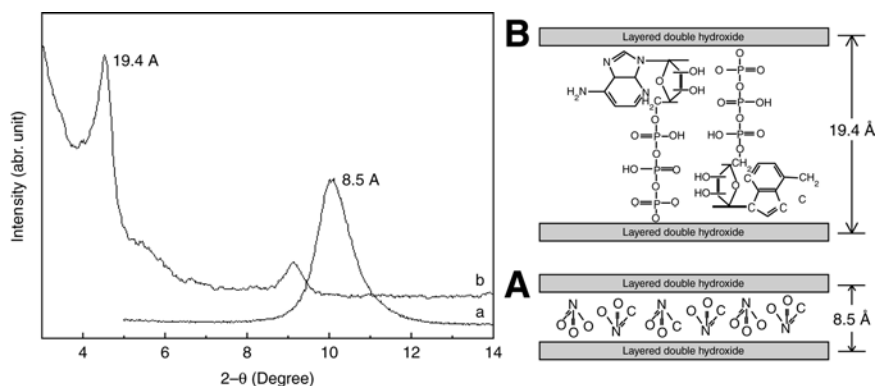 19.4 A
8.5 A
b
a
Intensity (abr. unit)
4 6 8 10 12 14
2–θ (Degree)
B
Layered double hydroxide
N N O OH
N N OH
H₂N H₂C
O
O=P–OH
O
HO–P=O
O
O=P–O
O
O
O–P=O
O
O=P–OH
O
HO–P=O
O
CH₂
HO O C CH₂
HO C C C
Layered double hydroxide
19.4 Å
A
Layered double hydroxide
N O N O N O
O O O C O C O C O O O C
N N N
Layered double hydroxide
8.5 Å